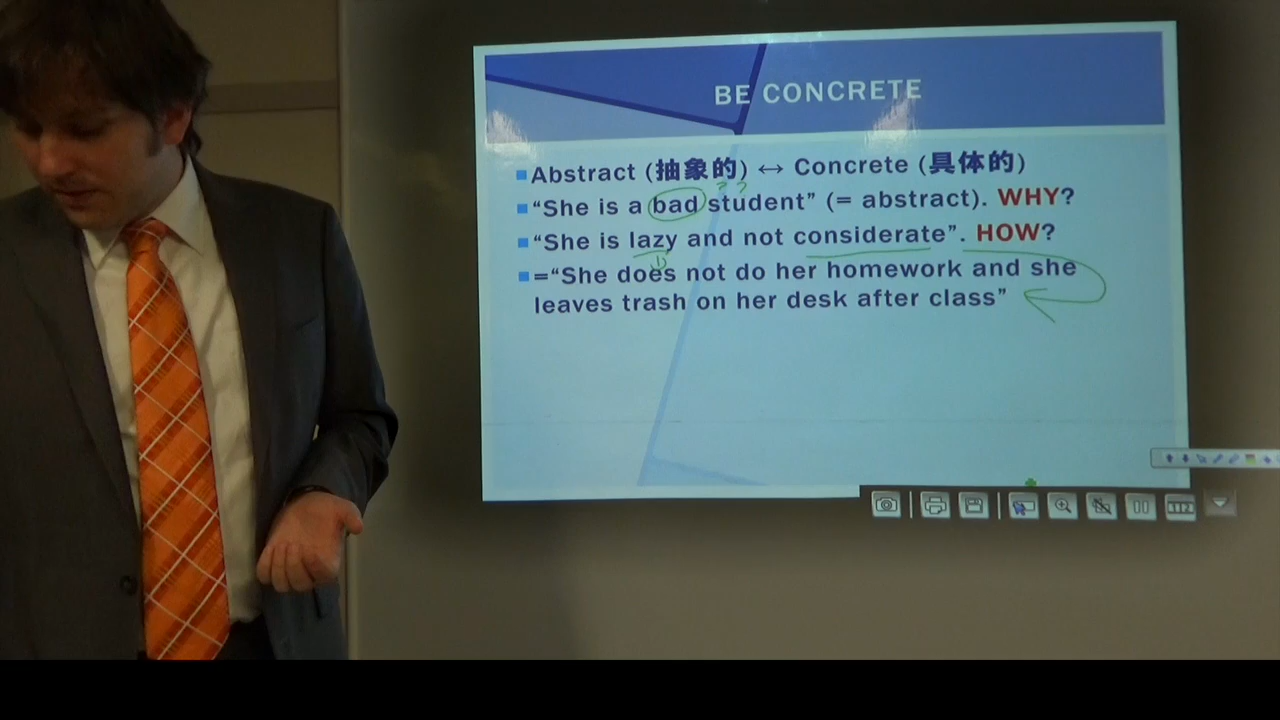 BE CONCRETE
Abstract (抽象的) ↔ Concrete (具体的)
? ?
"She is a bad student" (= abstract). WHY?
"She is lazy and not considerate". HOW?
="She does not do her homework and she
leaves trash on her desk after class"